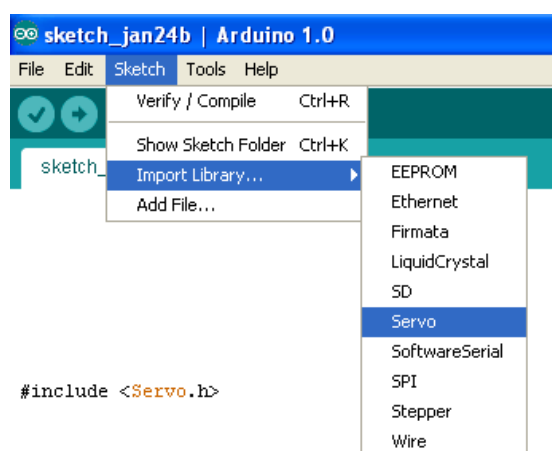 sketch_jan24b | Arduino 1.0
File Edit Sketch Tools Help
Verify / Compile Ctrl+R
Show Sketch Folder Ctrl+K
sketch_
Import Library...
Add File...
EEPROM
Ethernet
Firmata
LiquidCrystal
SD
Servo
SoftwareSerial
SPI
Stepper
Wire
#include <Servo.h>